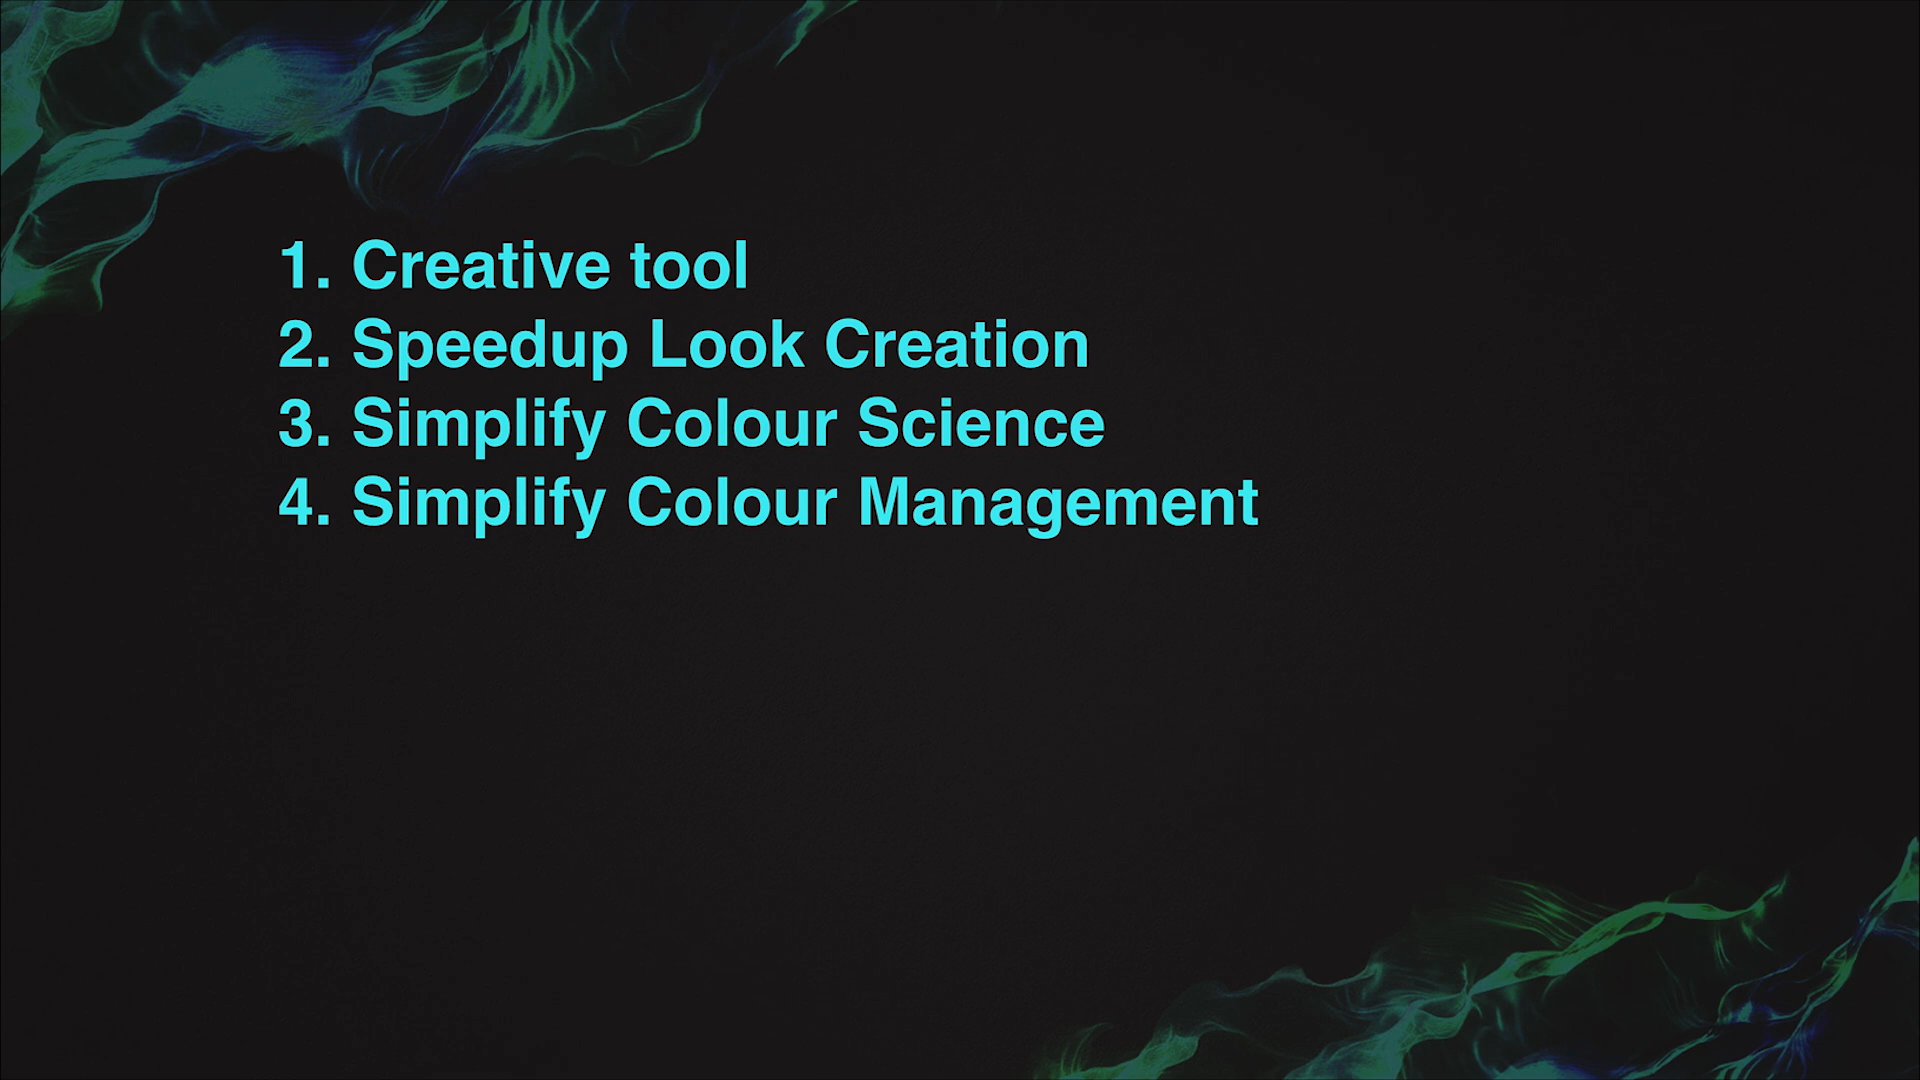 1. Creative tool
2. Speedup Look Creation
3. Simplify Colour Science
4. Simplify Colour Management